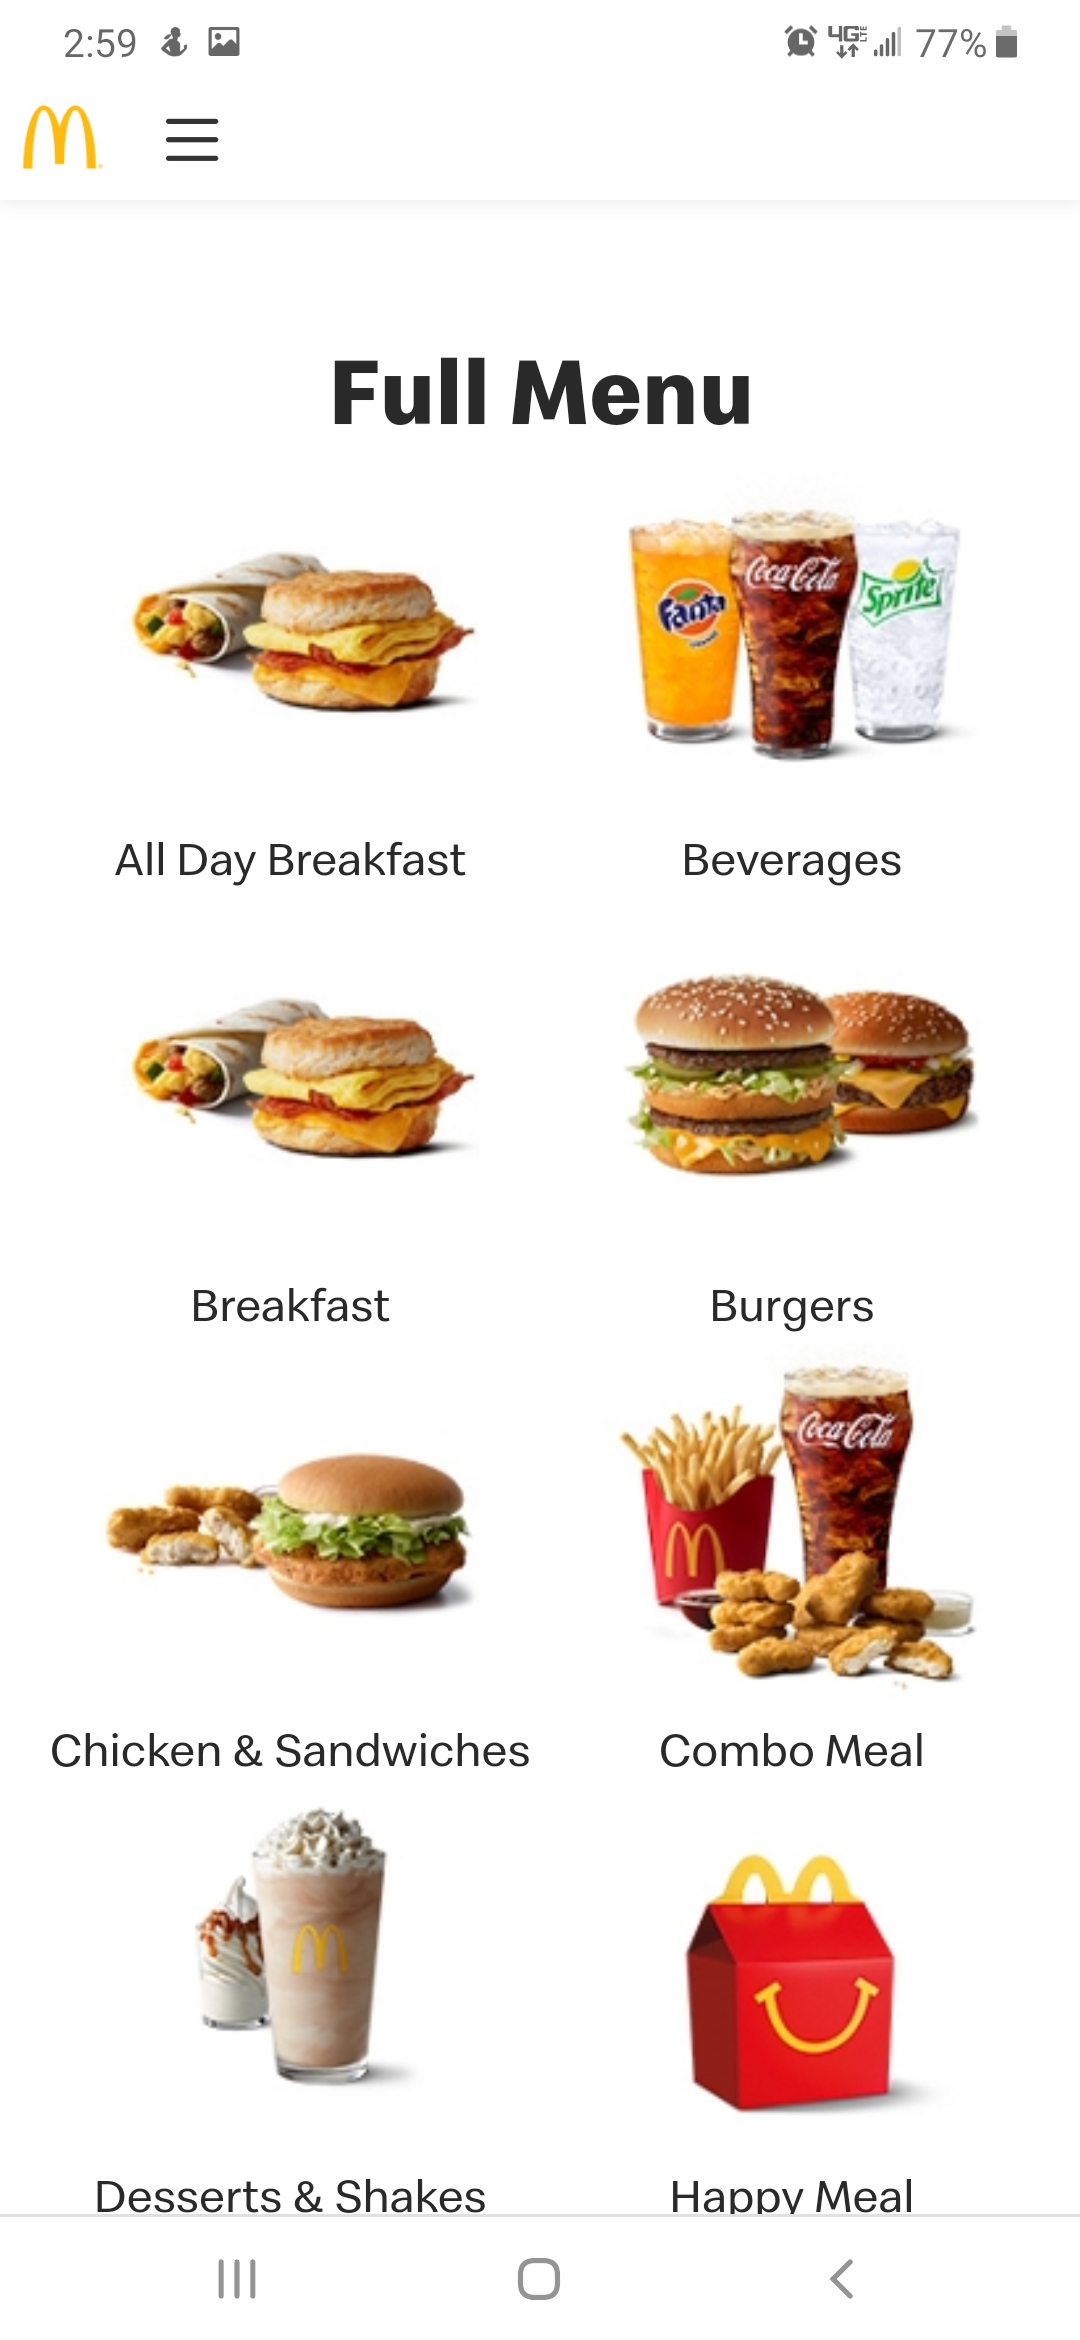 2:59
4G LTE 77%
Full Menu
Fanta
Coca-Cola
Sprite
All Day Breakfast
Beverages
Breakfast
Burgers
Coca-Cola
Chicken & Sandwiches
Combo Meal
Desserts & Shakes
Happy Meal